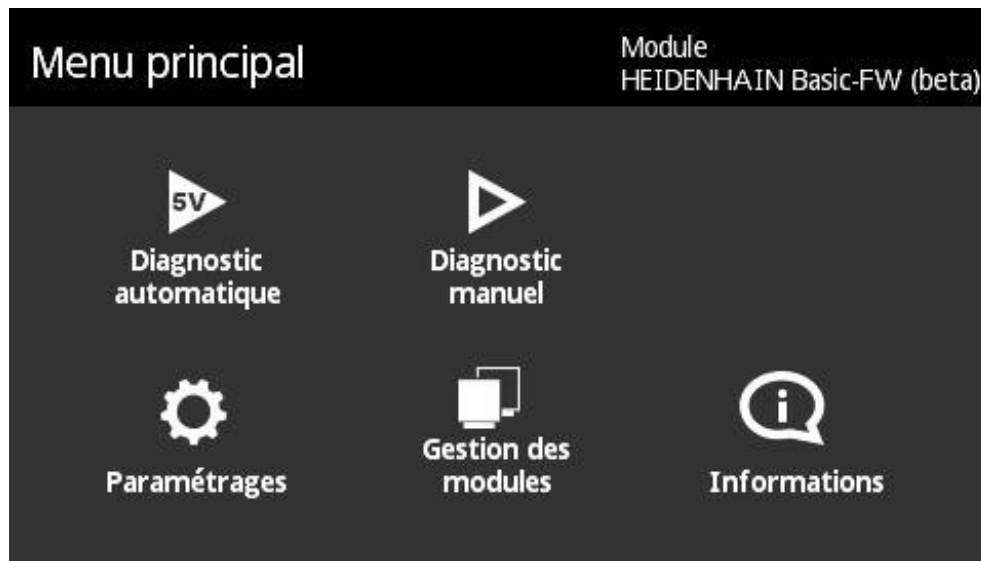 Menu principal
Module
HEIDENHAIN Basic-FW (beta)
5V
Diagnostic
automatique
Diagnostic
manuel
Paramétrages
Gestion des
modules
Informations